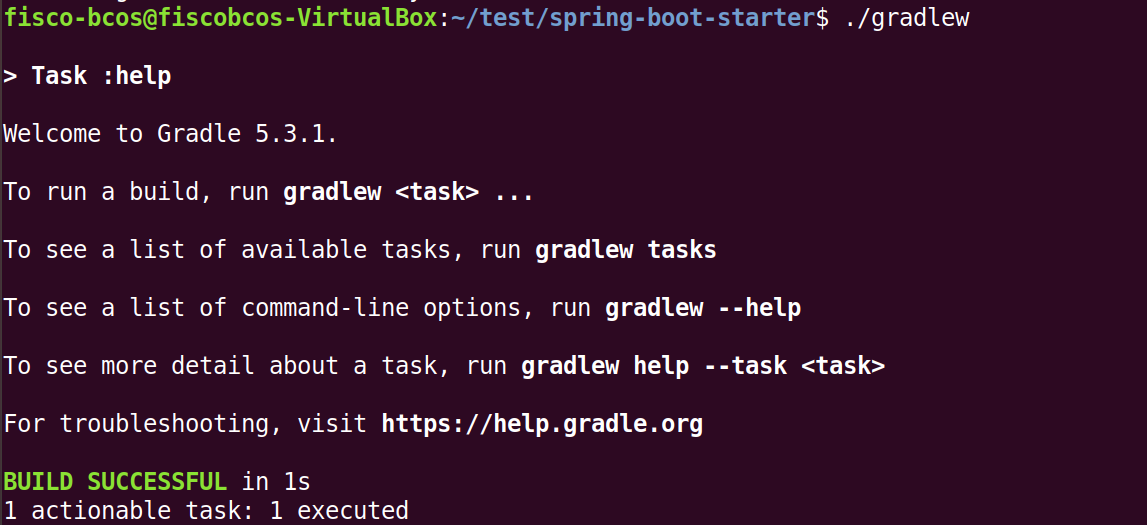 fisco-bcos@fiscobcos-VirtualBox:~/test/spring-boot-starter$ ./gradlew
> Task :help
Welcome to Gradle 5.3.1.
To run a build, run gradlew <task> ...
To see a list of available tasks, run gradlew tasks
To see a list of command-line options, run gradlew --help
To see more detail about a task, run gradlew help --task <task>
For troubleshooting, visit https://help.gradle.org
BUILD SUCCESSFUL in 1s
1 actionable task: 1 executed